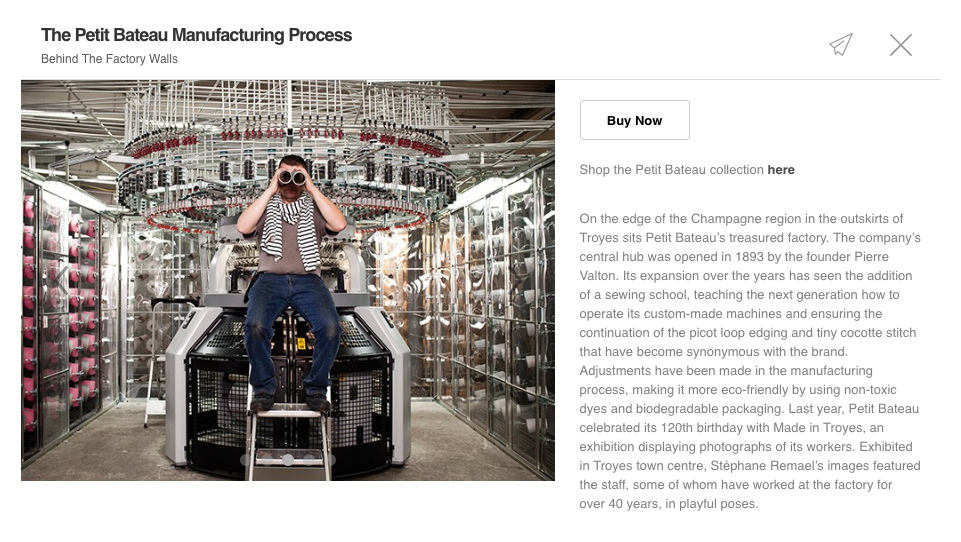 The Petit Bateau Manufacturing Process
Behind The Factory Walls
Buy Now
Shop the Petit Bateau collection here
On the edge of the Champagne region in the outskirts of
Troyes sits Petit Bateau’s treasured factory. The company’s
central hub was opened in 1893 by the founder Pierre
Valton. Its expansion over the years has seen the addition
of a sewing school, teaching the next generation how to
operate its custom-made machines and ensuring the
continuation of the picot loop edging and tiny cocotte stitch
that have become synonymous with the brand.
Adjustments have been made in the manufacturing
process, making it more eco-friendly by using non-toxic
dyes and biodegradable packaging. Last year, Petit Bateau
celebrated its 120th birthday with Made in Troyes, an
exhibition displaying photographs of its workers. Exhibited
in Troyes town centre, Stéphane Remael’s images featured
the staff, some of whom have worked at the factory for
over 40 years, in playful poses.